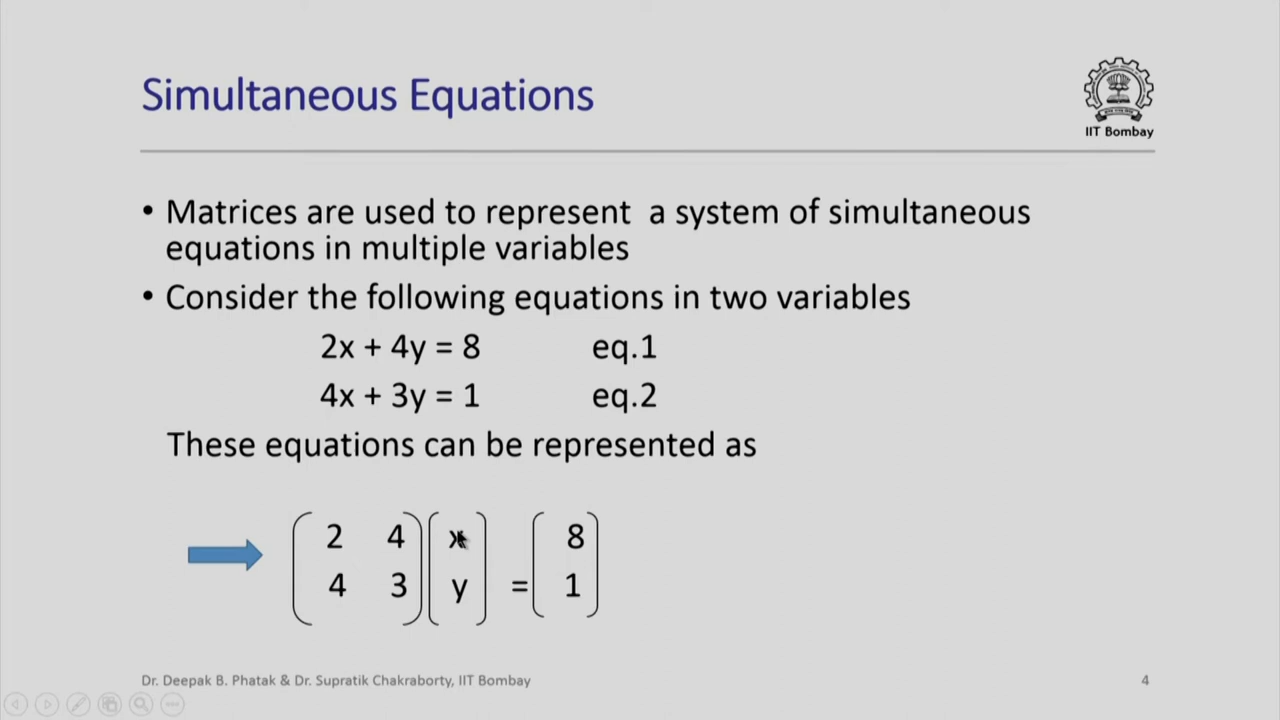 Simultaneous Equations
IIT Bombay
• Matrices are used to represent a system of simultaneous
equations in multiple variables
• Consider the following equations in two variables
2x + 4y = 8 eq.1
4x + 3y = 1 eq.2
These equations can be represented as
2 4 x 8
4 3 y = 1
Dr. Deepak B. Phatak & Dr. Supratik Chakraborty, IIT Bombay 4